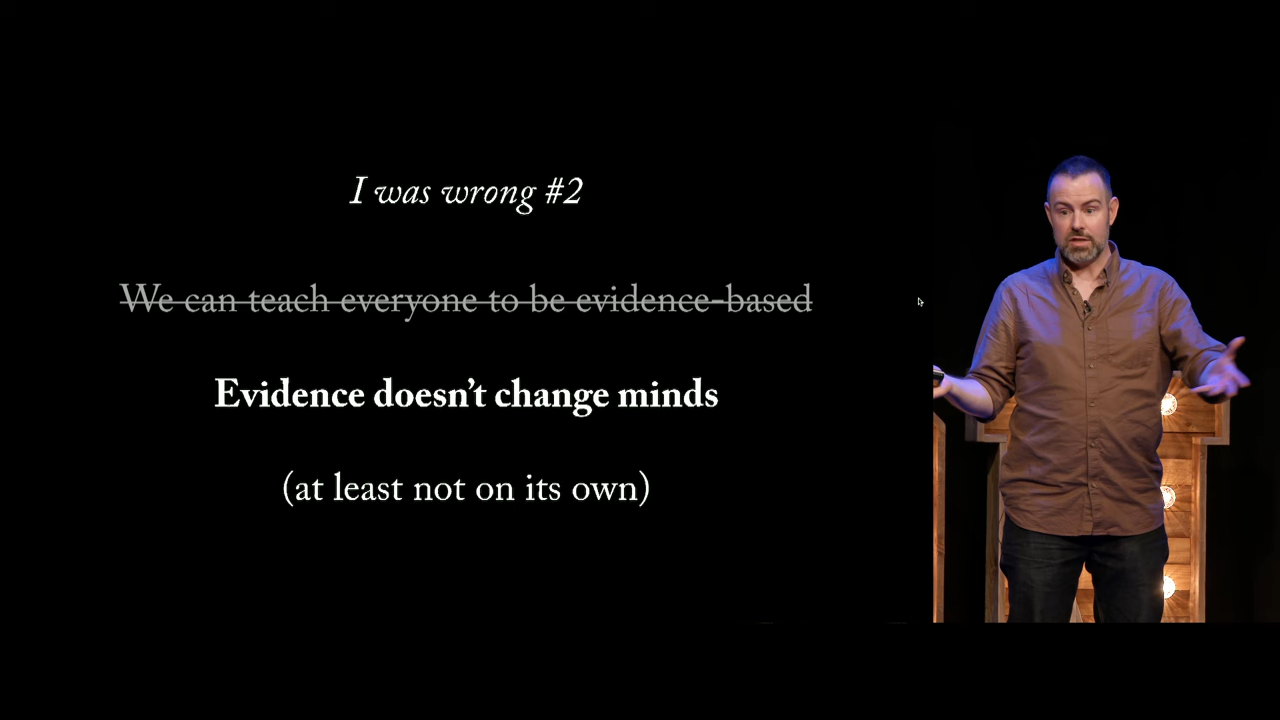 I was wrong #2
We can teach everyone to be evidence-based
Evidence doesn’t change minds
(at least not on its own)